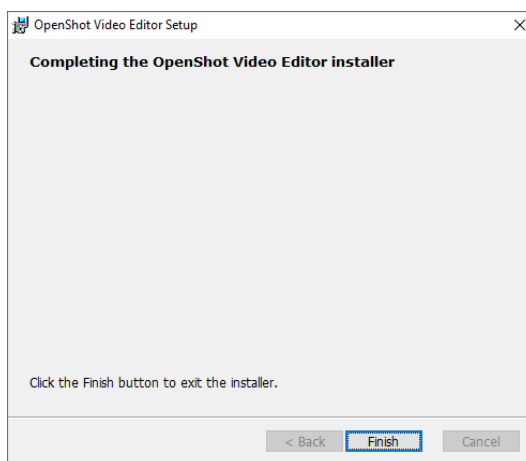 OpenShot Video Editor Setup
Completing the OpenShot Video Editor installer
Click the Finish button to exit the installer.
< Back Finish Cancel